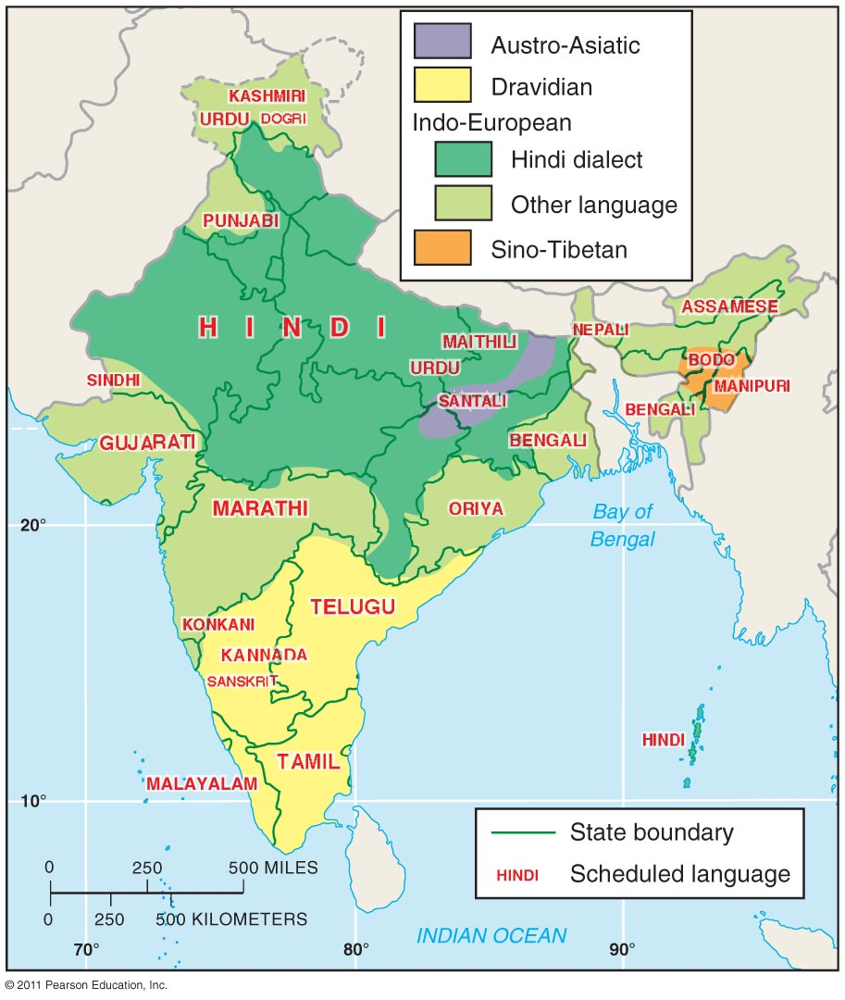 Austro-Asiatic
Dravidian
Indo-European
Hindi dialect
Other language
Sino-Tibetan
KASHMIRI
URDU DOGRI
PUNJABI
HINDI
MAITHILI
URDU
SANTALI
NEPALI
ASSAMESE
BODO
MANIPURI
BENGALI
SINDHI
GUJARATI
BENGALI
MARATHI
ORIYA
Bay of
Bengal
20°
TELUGU
KONKANI
KANNADA
SANSKRIT
HINDI
TAMIL
MALAYALAM
10°
State boundary
HINDI Scheduled language
0 250 500 MILES
0 250 500 KILOMETERS
INDIAN OCEAN
70° 80° 90°
© 2011 Pearson Education, Inc.